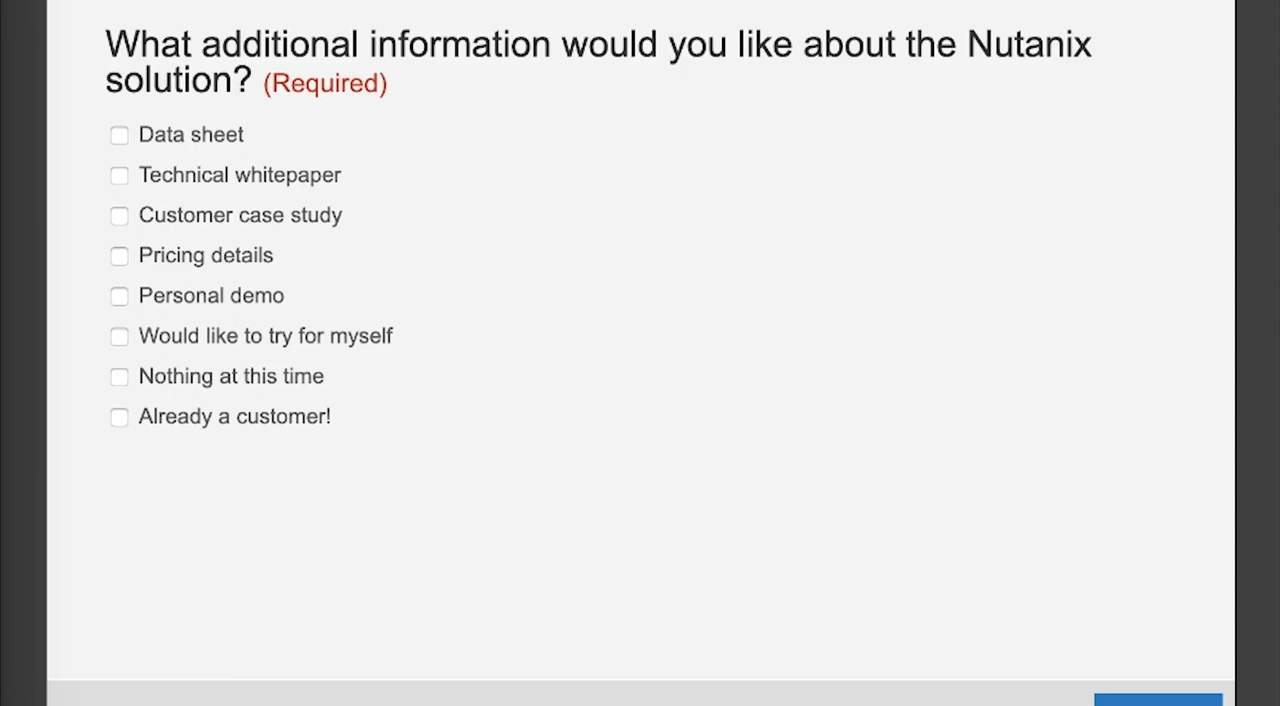 What additional information would you like about the Nutanix
solution? (Required)
Data sheet
Technical whitepaper
Customer case study
Pricing details
Personal demo
Would like to try for myself
Nothing at this time
Already a customer!